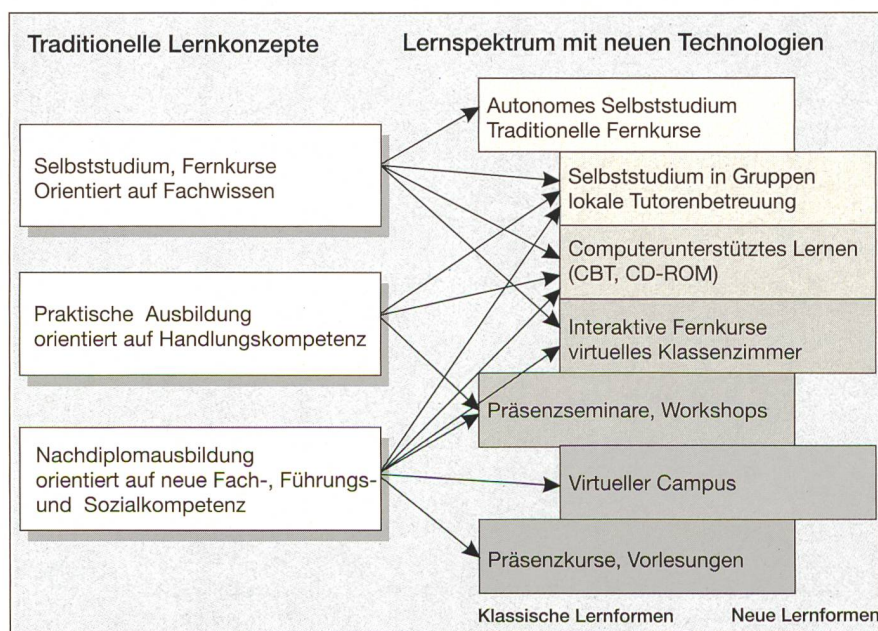 Traditionelle Lernkonzepte
Lernspektrum mit neuen Technologien
Selbststudium, Fernkurse
Orientiert auf Fachwissen
Praktische Ausbildung
orientiert auf Handlungskompetenz
Nachdiplomausbildung
orientiert auf neue Fach-, Führungs-
und Sozialkompetenz
Autonomes Selbststudium
Traditionelle Fernkurse
Selbststudium in Gruppen
lokale Tutorenbetreuung
Computerunterstütztes Lernen
(CBT, CD-ROM)
Interaktive Fernkurse
virtuelles Klassenzimmer
Präsenzseminare, Workshops
Virtueller Campus
Präsenzkurse, Vorlesungen
Klassische Lernformen
Neue Lernformen